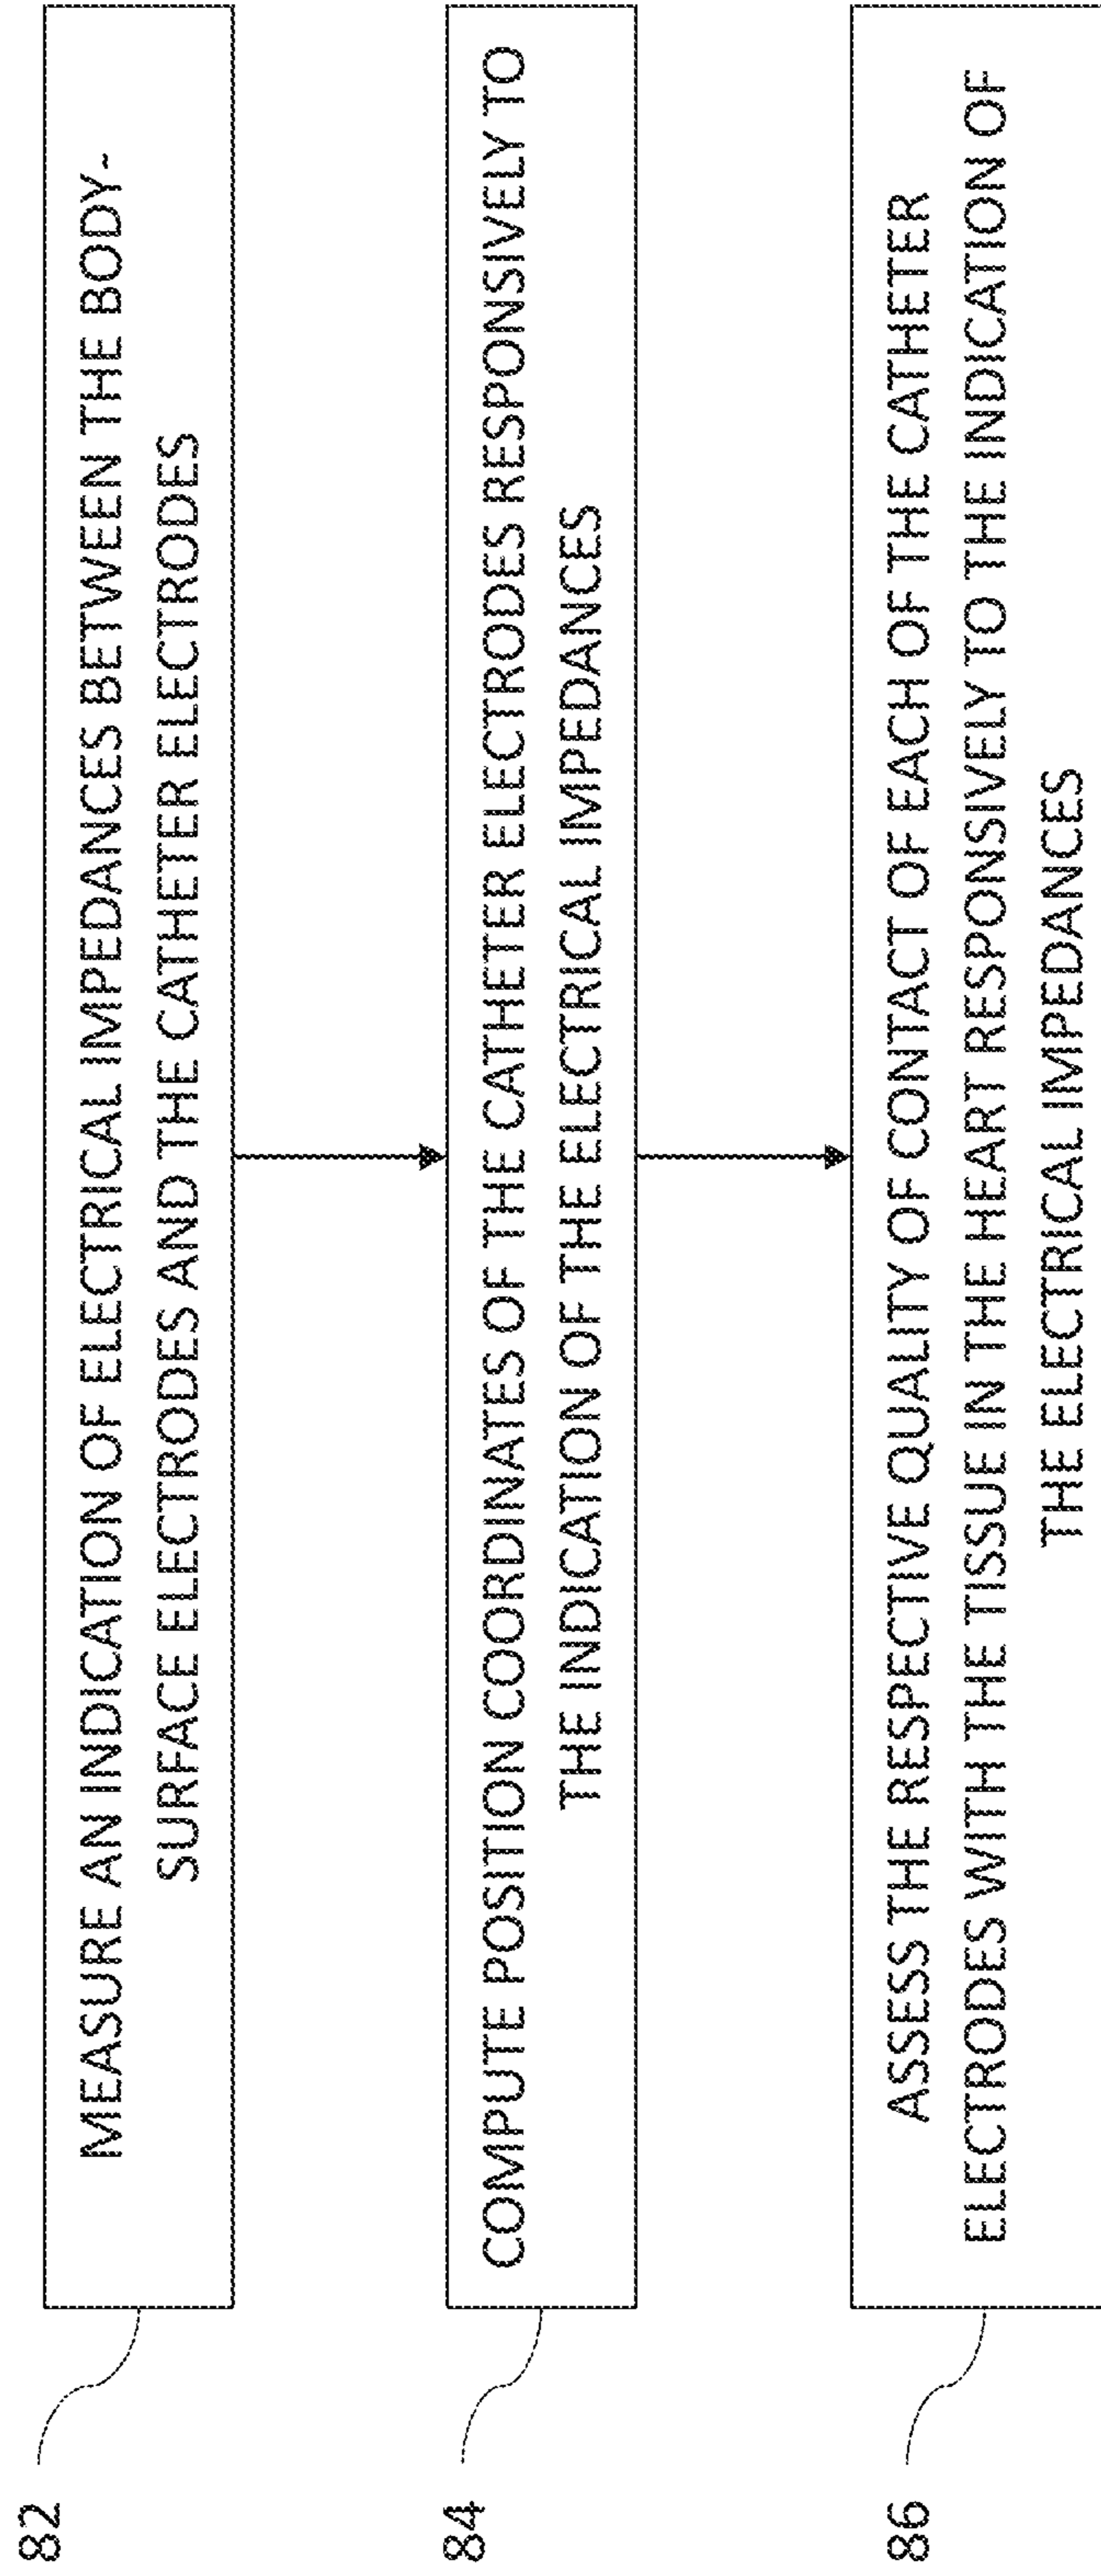 82
MEASURE AN INDICATION OF ELECTRICAL IMPEDANCES BETWEEN THE BODY-
SURFACE ELECTRODES AND THE CATHETER ELECTRODES
84
COMPUTE POSITION COORDINATES OF THE CATHETER ELECTRODES RESPONSIVELY TO
THE INDICATION OF THE ELECTRICAL IMPEDANCES
86
ASSESS THE RESPECTIVE QUALITY OF CONTACT OF EACH OF THE CATHETER
ELECTRODES WITH THE TISSUE IN THE HEART RESPONSIVELY TO THE INDICATION OF
THE ELECTRICAL IMPEDANCES